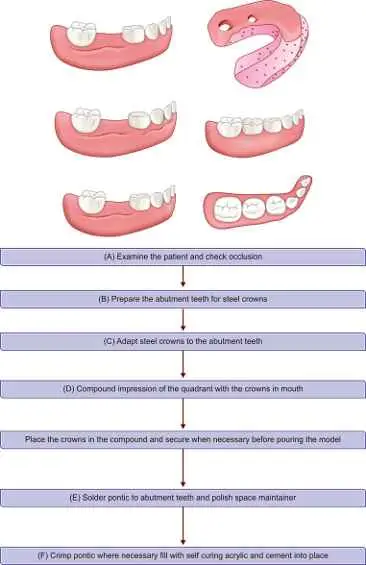 (A) Examine the patient and check occlusion
(B) Prepare the abutment teeth for steel crowns
(C) Adapt steel crowns to the abutment teeth
(D) Compound impression of the quadrant with the crowns in mouth
Place the crowns in the compound and secure when necessary before pouring the model
(E) Solder pontic to abutment teeth and polish space maintainer
(F) Crimp pontic where necessary fill with self curing acrylic and cement into place